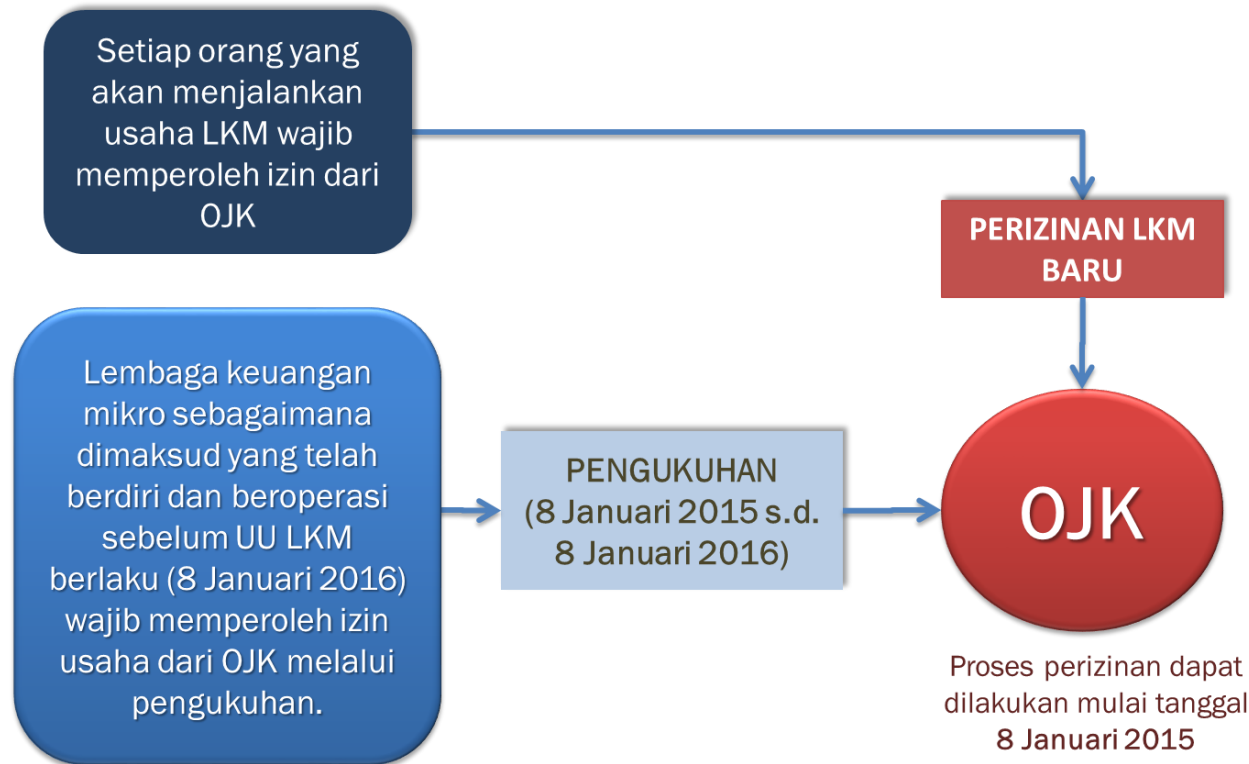 Setiap orang yang
akan menjalankan
usaha LKM wajib
memperoleh izin dari
OJK
PERIZINAN LKM
BARU
Lembaga keuangan
mikro sebagaimana
dimaksud yang telah
berdiri dan beroperasi
sebelum UU LKM
berlaku (8 Januari 2016)
wajib memperoleh izin
usaha dari OJK melalui
pengukuhan.
PENGUKUHAN
(8 Januari 2015 s.d.
8 Januari 2016)
OJK
Proses perizinan dapat
dilakukan mulai tanggal
8 Januari 2015